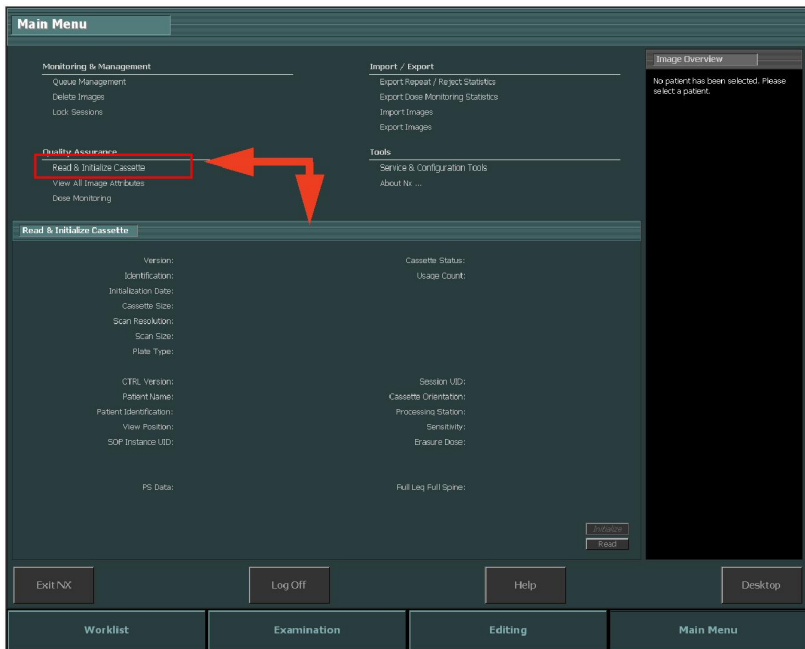 Main Menu
Monitoring & Management
Queue Management
Delete Images
Lock Sessions
Import / Export
Export Repeat / Reject Statistics
Export Dose Monitoring Statistics
Import Images
Export Images
Quality Assurance
Read & Initialize Cassette
View All Image Attributes
Dose Monitoring
Tools
Service & Configuration Tools
About Nx ...
Image Overview
No patient has been selected. Please
select a patient.
Read & Initialize Cassette
Version:
Identification:
Initialization Date:
Cassette Size:
Scan Resolution:
Scan Size:
Plate Type:
Cassette Status:
Usage Count:
CTRL Version:
Patient Name:
Patient Identification:
View Position:
SOP Instance UID:
Session UID:
Cassette Orientation:
Processing Station:
Sensitivity:
Erasure Dose:
PS Data:
Full Leg Full Spine:
Initialize
Read
Exit NX
Log Off
Help
Desktop
Worklist
Examination
Editing
Main Menu